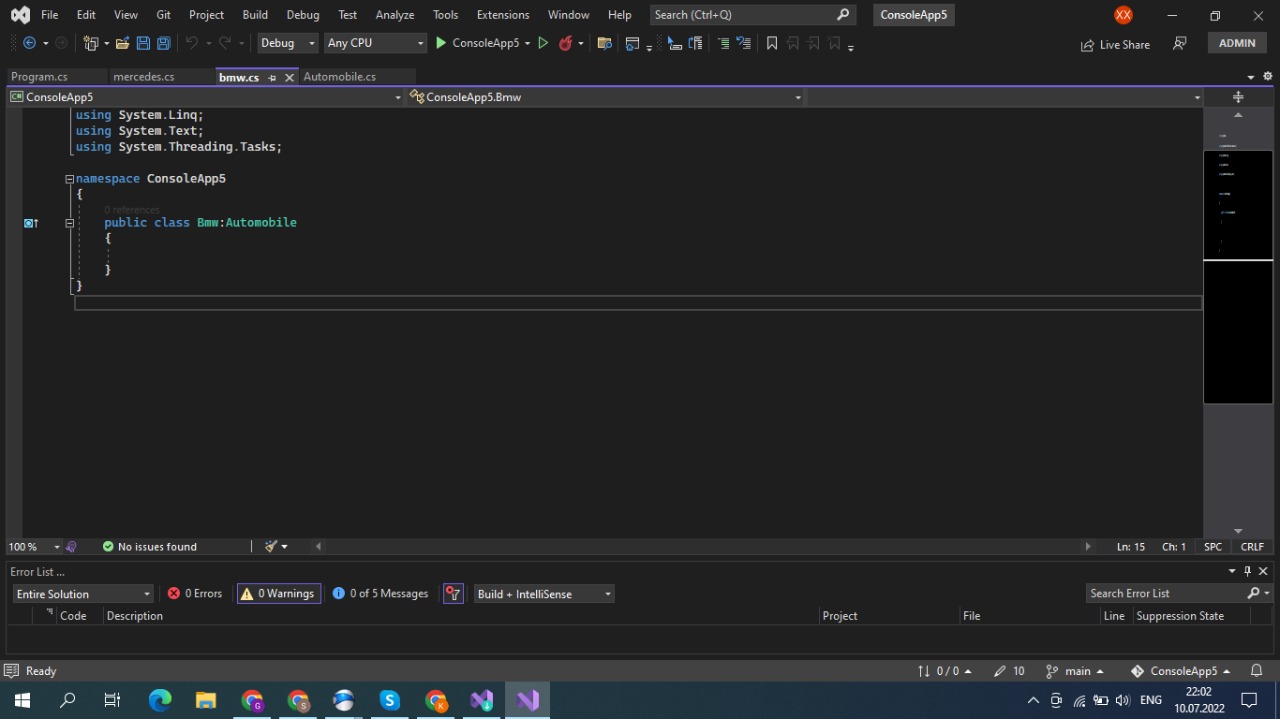 File Edit View Git Project Build Debug Test Analyze Tools Extensions Window Help Search (Ctrl+Q) ConsoleApp5 XX
Debug Any CPU ConsoleApp5 Live Share ADMIN
Program.cs mercedes.cs bmw.cs Automobile.cs
C# ConsoleApp5 ConsoleApp5.Bmw
using System.Linq;
using System.Text;
using System.Threading.Tasks;
namespace ConsoleApp5
{
0 references
public class Bmw:Automobile
{
}
}
100 % No issues found Ln: 15 Ch: 1 SPC CRLF
Error List ...
Entire Solution 0 Errors 0 Warnings 0 of 5 Messages Build + IntelliSense Search Error List
Code Description Project File Line Suppression State
Ready 0 / 0 10 main ConsoleApp5
G S S K ENG 22:02
10.07.2022